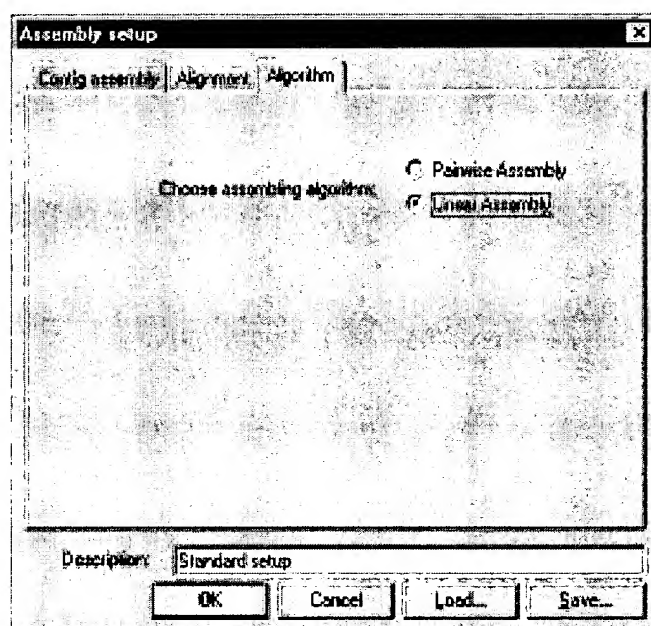 Assembly setup
Contig assembly Alignment Algorithm
Choose assembling algorithm:
Pairwise Assembly
Linear Assembly
Description: Standard setup
OK Cancel Load... Save...